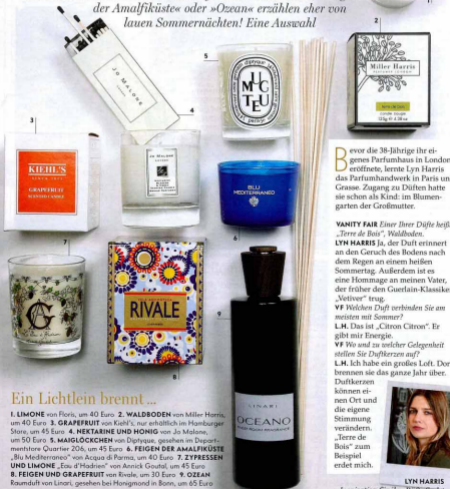 der Amalfiküste« oder »Ozean« erzählen eher von
lauen Sommernächten! Eine Auswahl
JO MALONE
5
diptyque
MUGUET
2
Miller Harris
3
KIEHL'S
GRAPEFRUIT
4
JO MALONE
BLU
MEDITERRANEO
6
7
RIVALE
8
9
LINARI
OCEANO
Bevor die 38-Jährige ihr ei-
genes Parfumhaus in London
eröffnete, lernte Lyn Harris
das Parfumhandwerk in Paris und
Grasse. Zugang zu Düften hatte
sie schon als Kind: im Blumen-
garten der Großmutter.
VANITY FAIR Einer Ihrer Düfte heißt
„Terre de Bois“, Waldboden.
LYN HARRIS Ja, der Duft erinnert
an den Geruch des Bodens nach
dem Regen an einem heißen
Sommertag. Außerdem ist es
eine Hommage an meinen Vater,
der früher den Guerlain-Klassiker
„Vetiver“ trug.
VF Welchen Duft verbinden Sie am
meisten mit Sommer?
L.H. Das ist „Citron Citron“. Er
gibt mir Energie.
VF Wo und zu welcher Gelegenheit
stellen Sie Duftkerzen auf?
L.H. Ich habe ein großes Loft. Dort
brennen sie das ganze Jahr über.
Duftkerzen
können ei-
nen Ort und
die eigene
Stimmung
verändern.
„Terre de
Bois“ zum
Beispiel
erdet mich.
LYN HARRIS
Ein Lichtlein brennt ...
1. LIMONE von Floris, um 40 Euro 2. WALDBODEN von Miller Harris,
um 40 Euro 3. GRAPEFRUIT von Kiehl's, nur erhältlich im Hamburger
Store, um 45 Euro 4. NEKTARINE UND HONIG von Jo Malone,
um 50 Euro 5. MAIGLÖCKCHEN von Diptyque, gesehen im Depart-
mentstore Quartier 206, um 45 Euro 6. FEIGEN DER AMALFIKÜSTE
„Blu Mediterraneo“ von Acqua di Parma, um 40 Euro 7. ZYPRESSEN
UND LIMONE „Eau d'Hadrien“ von Annick Goutal, um 45 Euro
8. FEIGEN UND GRAPEFRUIT von Rivale, um 30 Euro 9. OZEAN
Raumduft von Linari, gesehen bei Honigmond in Bonn, um 65 Euro